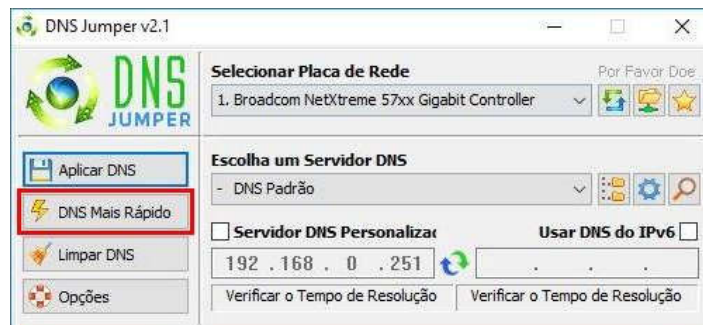 DNS Jumper v2.1
DNS
JUMPER
Selecionar Placa de Rede
Por Favor Doe
1. Broadcom NetXtreme 57xx Gigabit Controller
Aplicar DNS
DNS Mais Rápido
Limpar DNS
Opções
Escolha um Servidor DNS
- DNS Padrão
Servidor DNS Personalizac
Usar DNS do IPv6
192 . 168 . 0 . 251
. . .
Verificar o Tempo de Resolução
Verificar o Tempo de Resolução